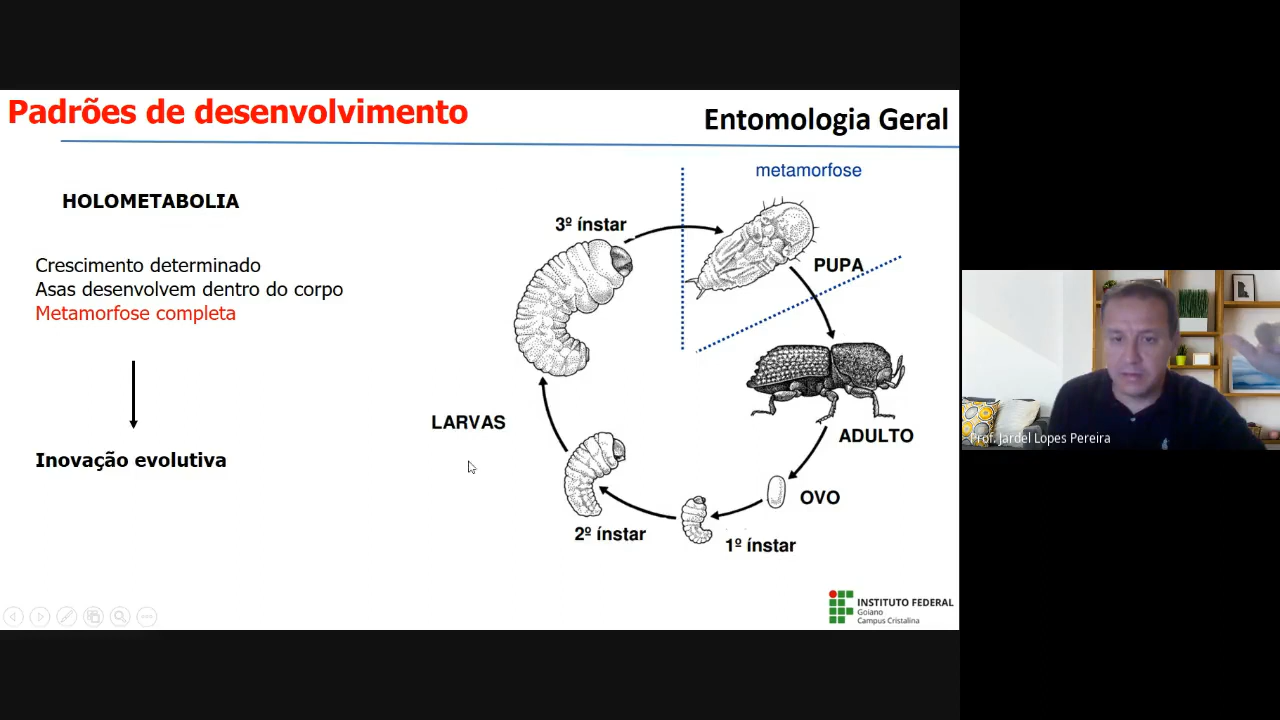 Padrões de desenvolvimento
Entomologia Geral
HOLOMETABOLIA
Crescimento determinado
Asas desenvolvem dentro do corpo
Metamorfose completa
Inovação evolutiva
metamorfose
3º ínstar
PUPA
LARVAS
ADULTO
OVO
2º ínstar
1º ínstar
INSTITUTO FEDERAL
Goiano
Campus Cristalina
Prof. Jardel Lopes Pereira